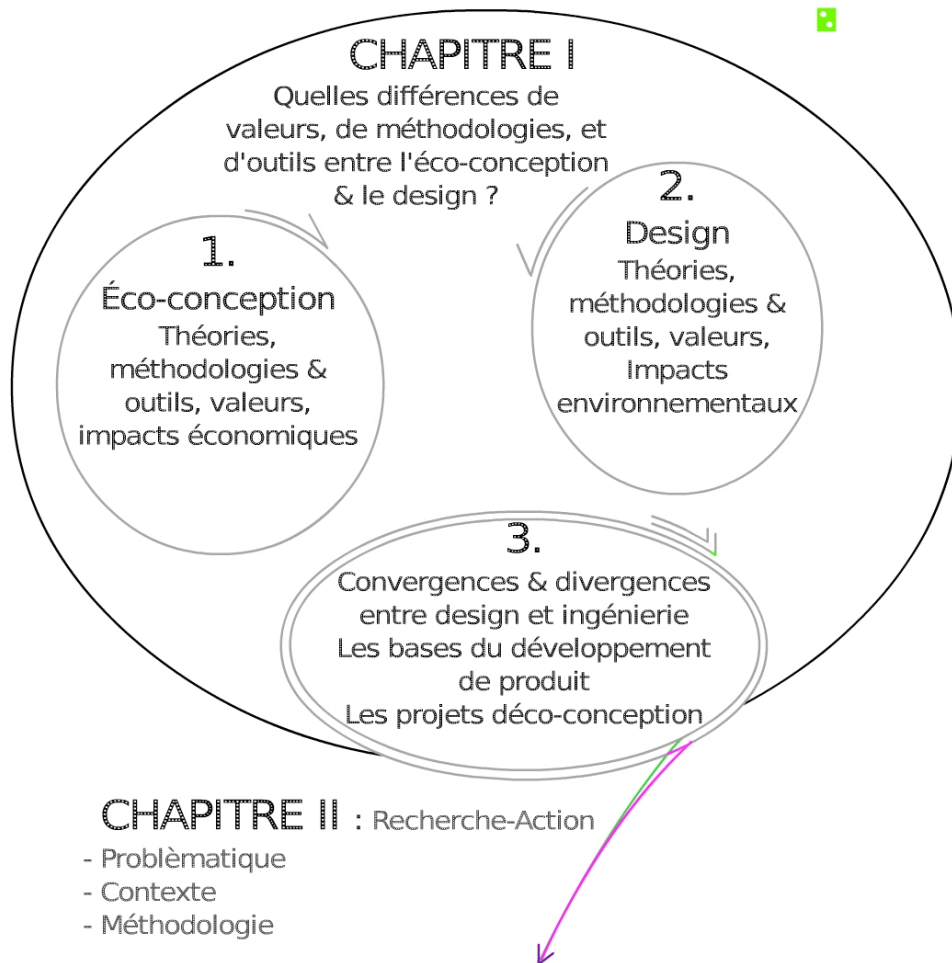 CHAPITRE I
Quelles différences de
valeurs, de méthodologies, et
d'outils entre l'éco-conception
& le design ?
1.
Éco-conception
Théories,
méthodologies &
outils, valeurs,
impacts économiques
2.
Design
Théories,
méthodologies &
outils, valeurs,
Impacts
environnementaux
3.
Convergences & divergences
entre design et ingénierie
Les bases du développement
de produit
Les projets déco-conception
CHAPITRE II : Recherche-Action
- Problèmatique
- Contexte
- Méthodologie